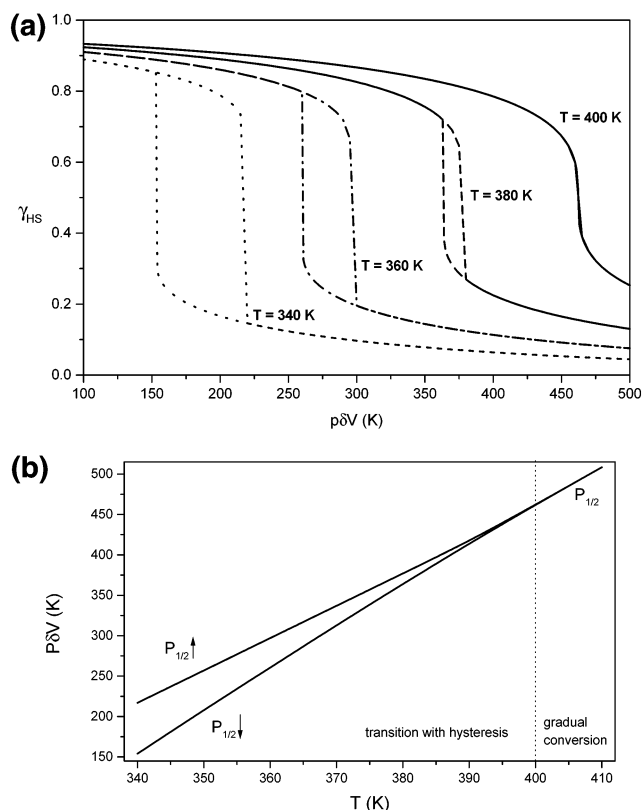 (a)
1.0
0.8
0.6
0.4
0.2
0.0
γHS
T = 400 K
T = 380 K
T = 360 K
T = 340 K
100 150 200 250 300 350 400 450 500
pδV (K)
(b)
500
450
400
350
300
250
200
150
PδV (K)
P1/2
P1/2↑
P1/2↓
transition with hysteresis
gradual
conversion
340 350 360 370 380 390 400 410
T (K)